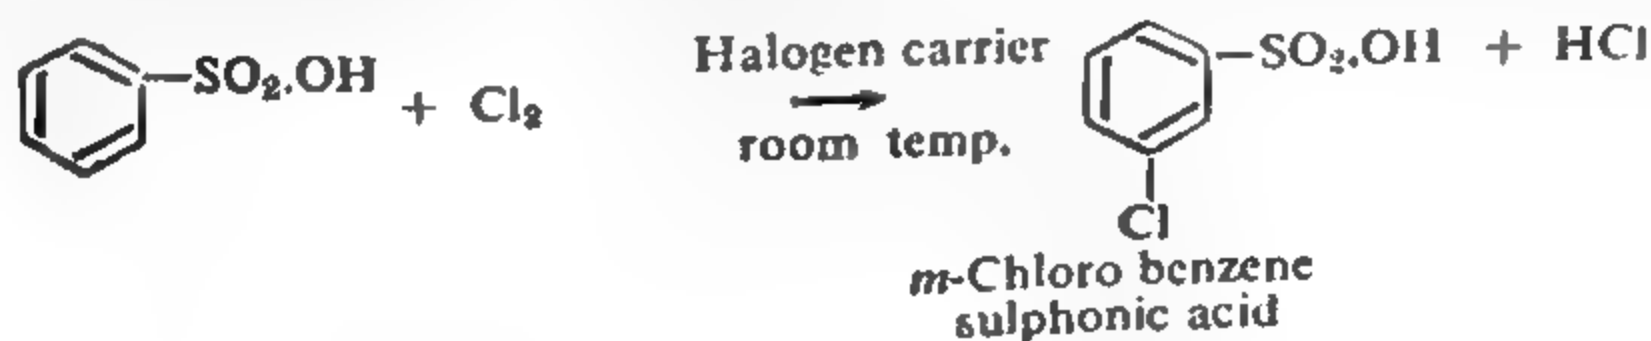 Halogen carrier
SO₂.OH + Cl₂ → SO₂.OH + HCl
room temp.
Cl
m-Chloro benzene
sulphonic acid